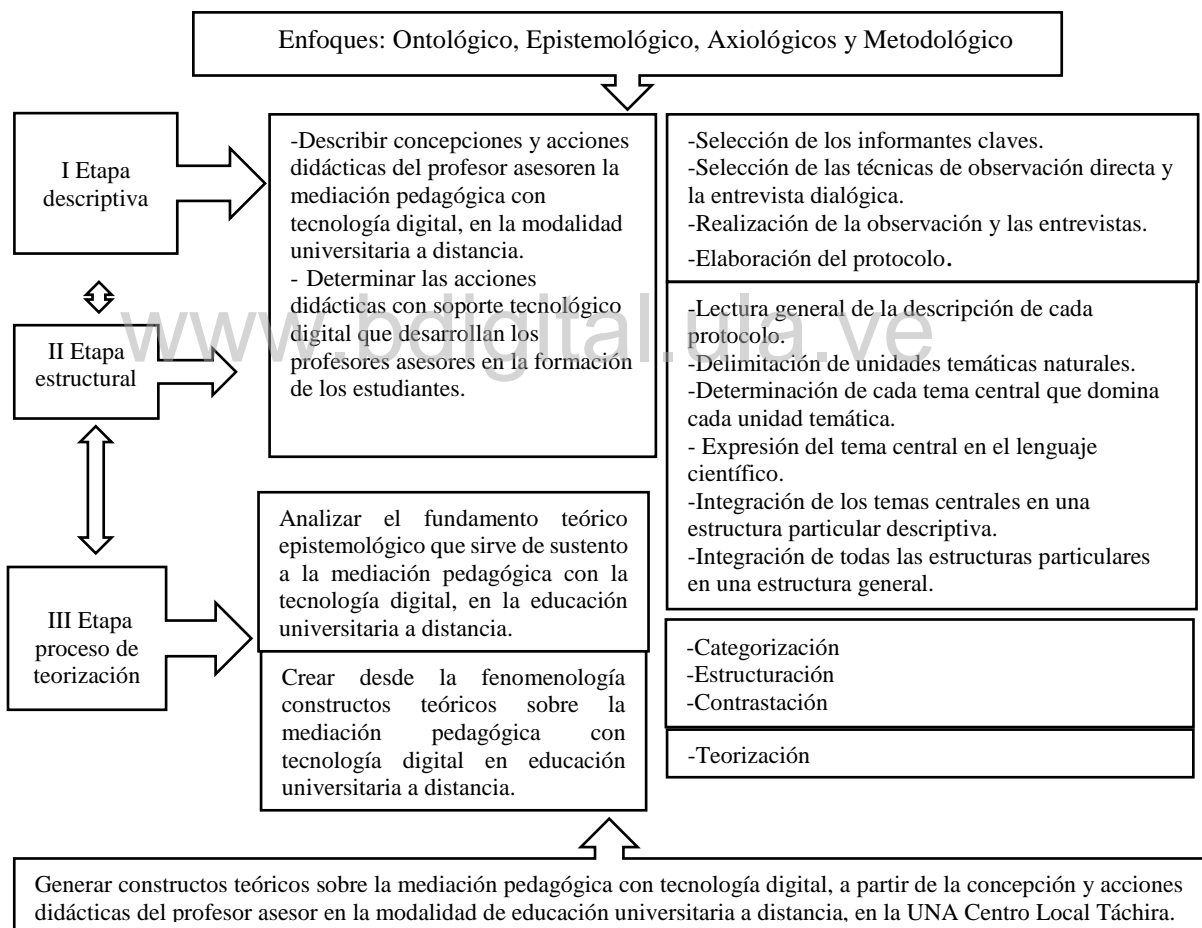 Enfoques: Ontológico, Epistemológico, Axiológicos y Metodológico
I Etapa
descriptiva
-Describir concepciones y acciones
didácticas del profesor asesoren la
mediación pedagógica con
tecnología digital, en la modalidad
universitaria a distancia.
- Determinar las acciones
didácticas con soporte tecnológico
digital que desarrollan los
profesores asesores en la formación
de los estudiantes.
-Selección de los informantes claves.
-Selección de las técnicas de observación directa y
la entrevista dialógica.
-Realización de la observación y las entrevistas.
-Elaboración del protocolo.
www.bdigital.ula.ve
II Etapa
estructural
-Lectura general de la descripción de cada
protocolo.
-Delimitación de unidades temáticas naturales.
-Determinación de cada tema central que domina
cada unidad temática.
- Expresión del tema central en el lenguaje
científico.
-Integración de los temas centrales en una
estructura particular descriptiva.
-Integración de todas las estructuras particulares
en una estructura general.
III Etapa
proceso de
teorización
Analizar el fundamento teórico
epistemológico que sirve de sustento
a la mediación pedagógica con la
tecnología digital, en la educación
universitaria a distancia.
Crear desde la fenomenología
constructos teóricos sobre la
mediación pedagógica con
tecnología digital en educación
universitaria a distancia.
-Categorización
-Estructuración
-Contrastación
-Teorización
Generar constructos teóricos sobre la mediación pedagógica con tecnología digital, a partir de la concepción y acciones
didácticas del profesor asesor en la modalidad de educación universitaria a distancia, en la UNA Centro Local Táchira.